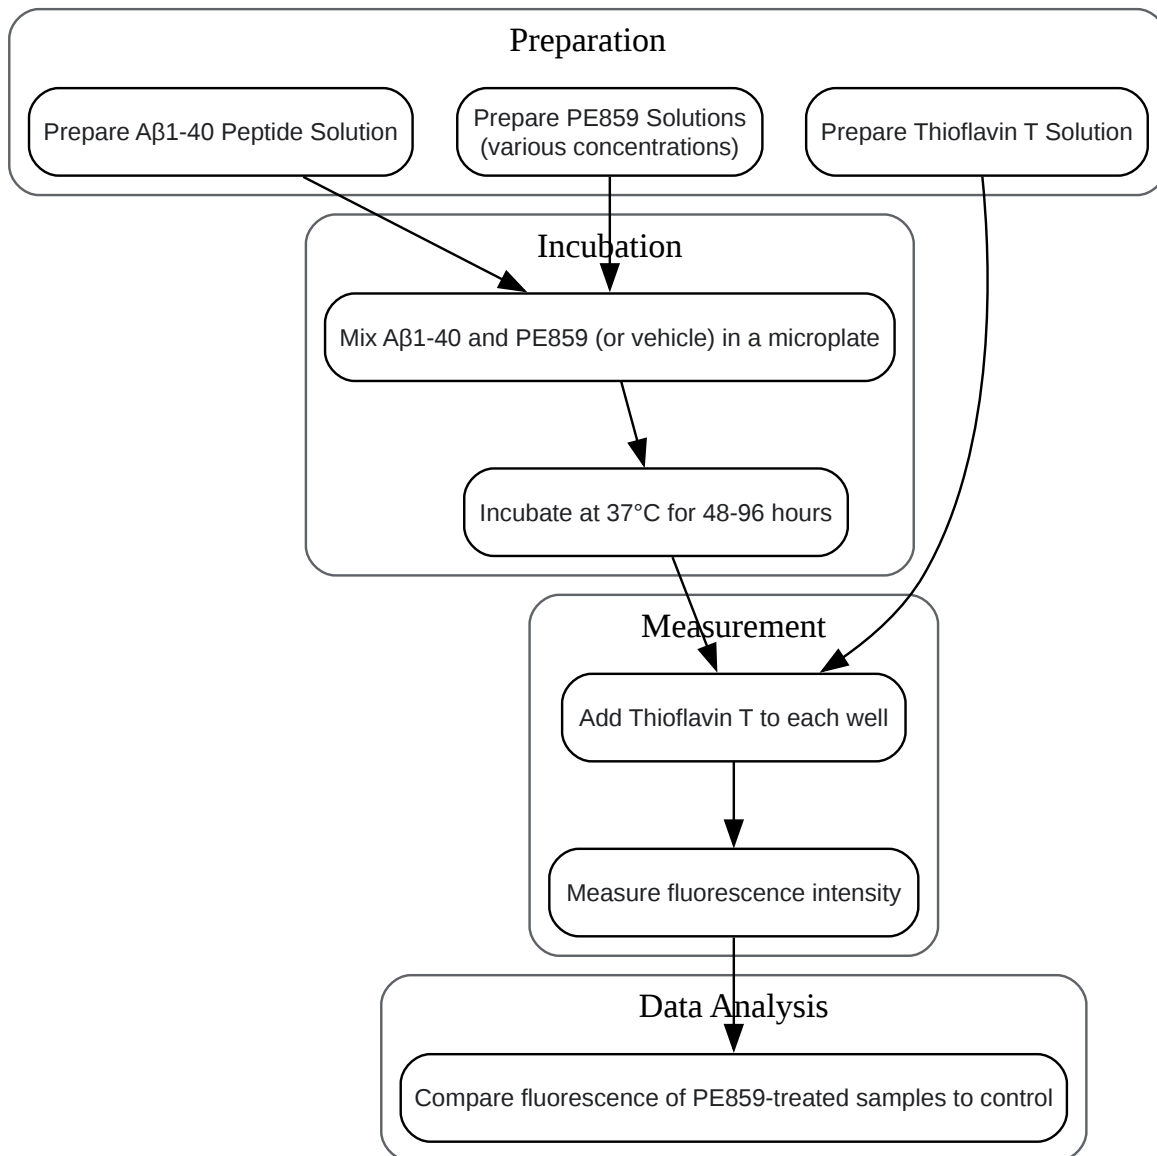 Preparation
Prepare Aβ1-40 Peptide Solution
Prepare PE859 Solutions
(various concentrations)
Prepare Thioflavin T Solution
Incubation
Mix Aβ1-40 and PE859 (or vehicle) in a microplate
Incubate at 37°C for 48-96 hours
Measurement
Add Thioflavin T to each well
Measure fluorescence intensity
Data Analysis
Compare fluorescence of PE859-treated samples to control